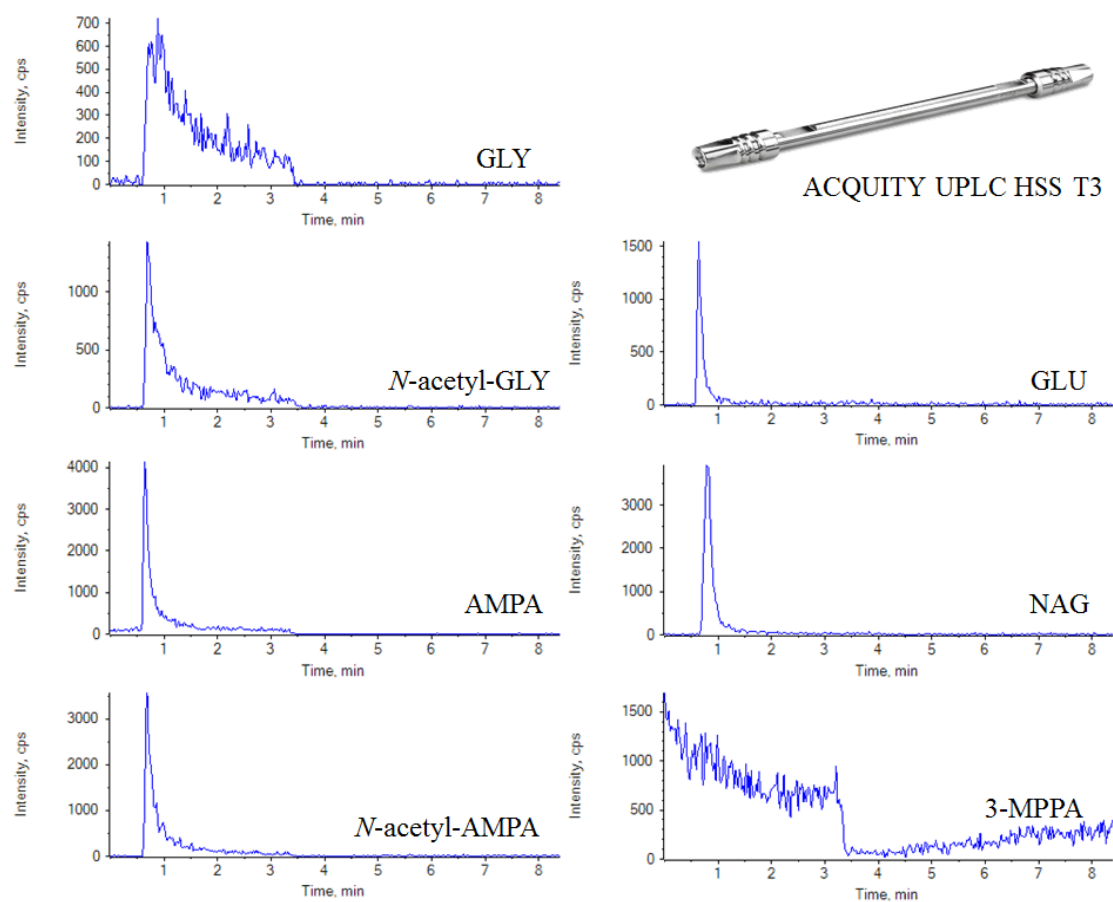 Intensity, cps
700
600
500
400
300
200
100
0
GLY
1 2 3 4 5 6 7 8
Time, min
ACQUITY UPLC HSS T3
Intensity, cps
1000
500
0
N-acetyl-GLY
1 2 3 4 5 6 7 8
Time, min
Intensity, cps
1500
1000
500
0
GLU
1 2 3 4 5 6 7 8
Time, min
Intensity, cps
4000
3000
2000
1000
0
AMPA
1 2 3 4 5 6 7 8
Time, min
Intensity, cps
3000
2000
1000
0
NAG
1 2 3 4 5 6 7 8
Time, min
Intensity, cps
3000
2000
1000
0
N-acetyl-AMPA
1 2 3 4 5 6 7 8
Time, min
Intensity, cps
1500
1000
500
0
3-MPPA
1 2 3 4 5 6 7 8
Time, min